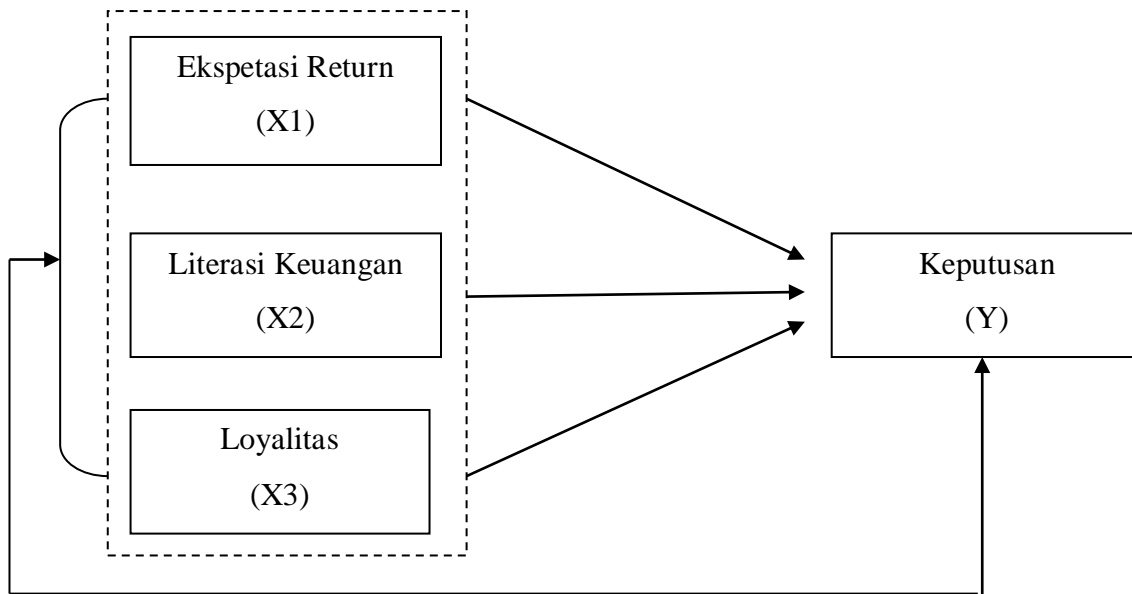 Ekspetasi Return
(X1)
Literasi Keuangan
(X2)
Loyalitas
(X3)
Keputusan
(Y)